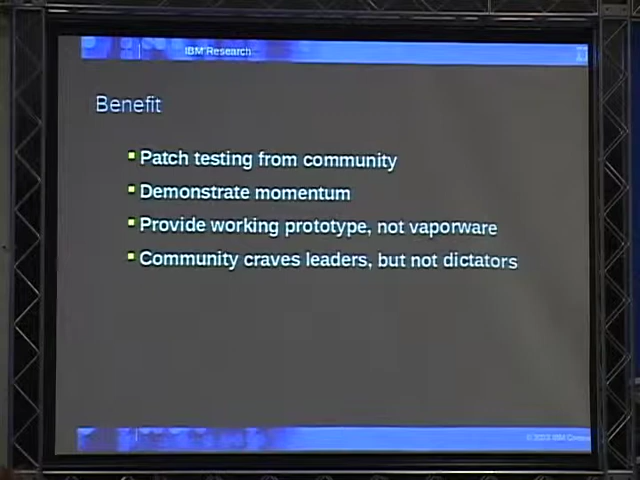 IBM Research
Benefit
Patch testing from community
Demonstrate momentum
Provide working prototype, not vaporware
Community craves leaders, but not dictators